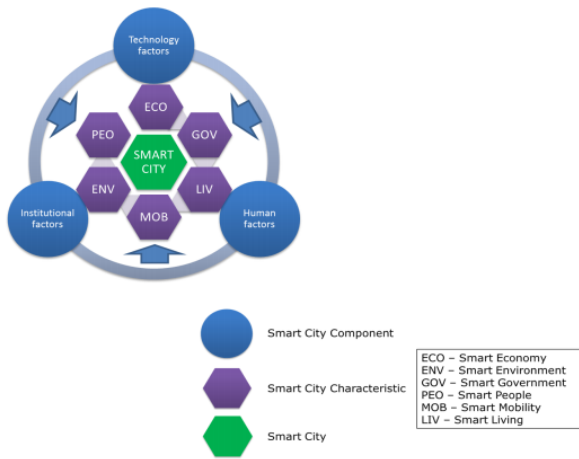 Technology
factors
ECO
PEO
GOV
SMART
CITY
ENV
LIV
MOB
Institutional
factors
Human
factors
Smart City Component
Smart City Characteristic
Smart City
ECO – Smart Economy
ENV – Smart Environment
GOV – Smart Government
PEO – Smart People
MOB – Smart Mobility
LIV – Smart Living